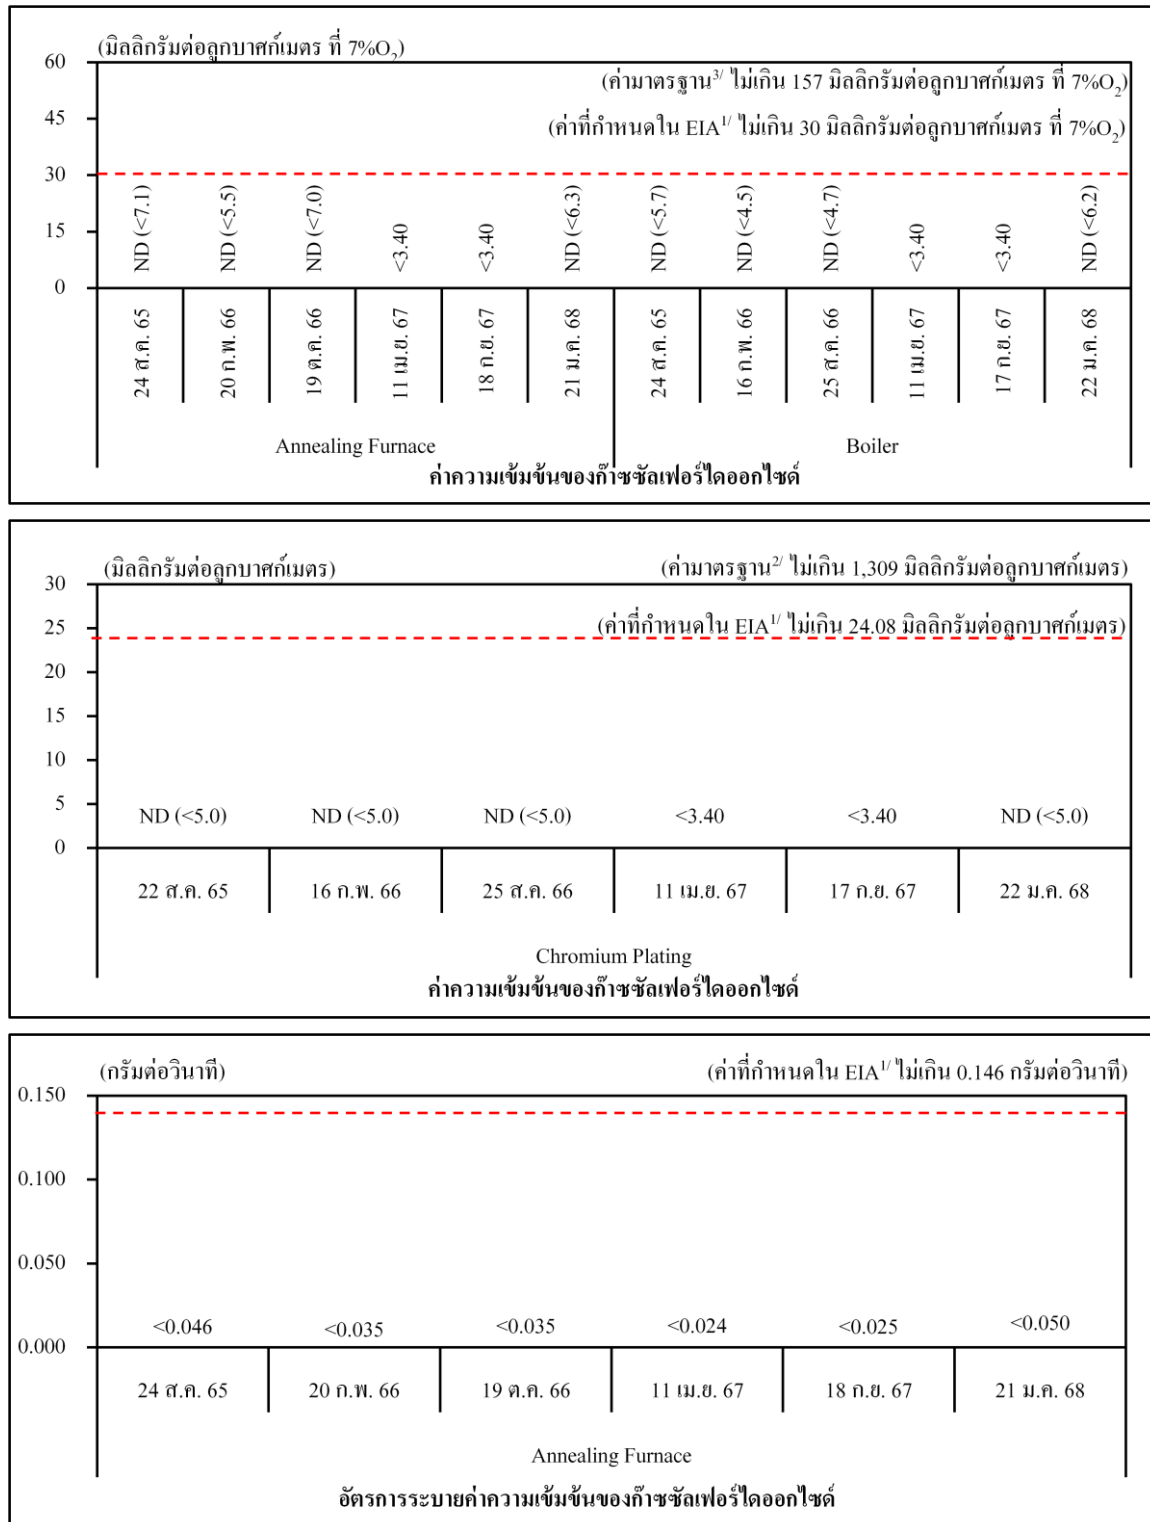 (มิลลิกรัมต่อลูกบาศก์เมตร ที่ 7%O₂)
(ค่ามาตรฐาน³/ ไม่เกิน 157 มิลลิกรัมต่อลูกบาศก์เมตร ที่ 7%O₂)
(ค่าที่กำหนดใน EIA¹/ ไม่เกิน 30 มิลลิกรัมต่อลูกบาศก์เมตร ที่ 7%O₂)
60
45
30
15
0
ND (<7.1)
ND (<5.5)
ND (<7.0)
<3.40
<3.40
ND (<6.3)
ND (<5.7)
ND (<4.5)
ND (<4.7)
<3.40
<3.40
ND (<6.2)
24 ส.ค. 65
20 ก.พ. 66
19 ต.ค. 66
11 เม.ย. 67
18 ก.ย. 67
21 ม.ค. 68
24 ส.ค. 65
16 ก.พ. 66
25 ส.ค. 66
11 เม.ย. 67
17 ก.ย. 67
22 ม.ค. 68
Annealing Furnace
Boiler
ค่าความเข้มข้นของก๊าซซัลเฟอร์ไดออกไซด์
(มิลลิกรัมต่อลูกบาศก์เมตร)
(ค่ามาตรฐาน²/ ไม่เกิน 1,309 มิลลิกรัมต่อลูกบาศก์เมตร)
(ค่าที่กำหนดใน EIA¹/ ไม่เกิน 24.08 มิลลิกรัมต่อลูกบาศก์เมตร)
30
25
20
15
10
5
0
ND (<5.0)
ND (<5.0)
ND (<5.0)
<3.40
<3.40
ND (<5.0)
22 ส.ค. 65
16 ก.พ. 66
25 ส.ค. 66
11 เม.ย. 67
17 ก.ย. 67
22 ม.ค. 68
Chromium Plating
ค่าความเข้มข้นของก๊าซซัลเฟอร์ไดออกไซด์
(กรัมต่อวินาที)
(ค่าที่กำหนดใน EIA¹/ ไม่เกิน 0.146 กรัมต่อวินาที)
0.150
0.100
0.050
0.000
<0.046
<0.035
<0.035
<0.024
<0.025
<0.050
24 ส.ค. 65
20 ก.พ. 66
19 ต.ค. 66
11 เม.ย. 67
18 ก.ย. 67
21 ม.ค. 68
Annealing Furnace
อัตรการระบายค่าความเข้มข้นของก๊าซซัลเฟอร์ไดออกไซด์